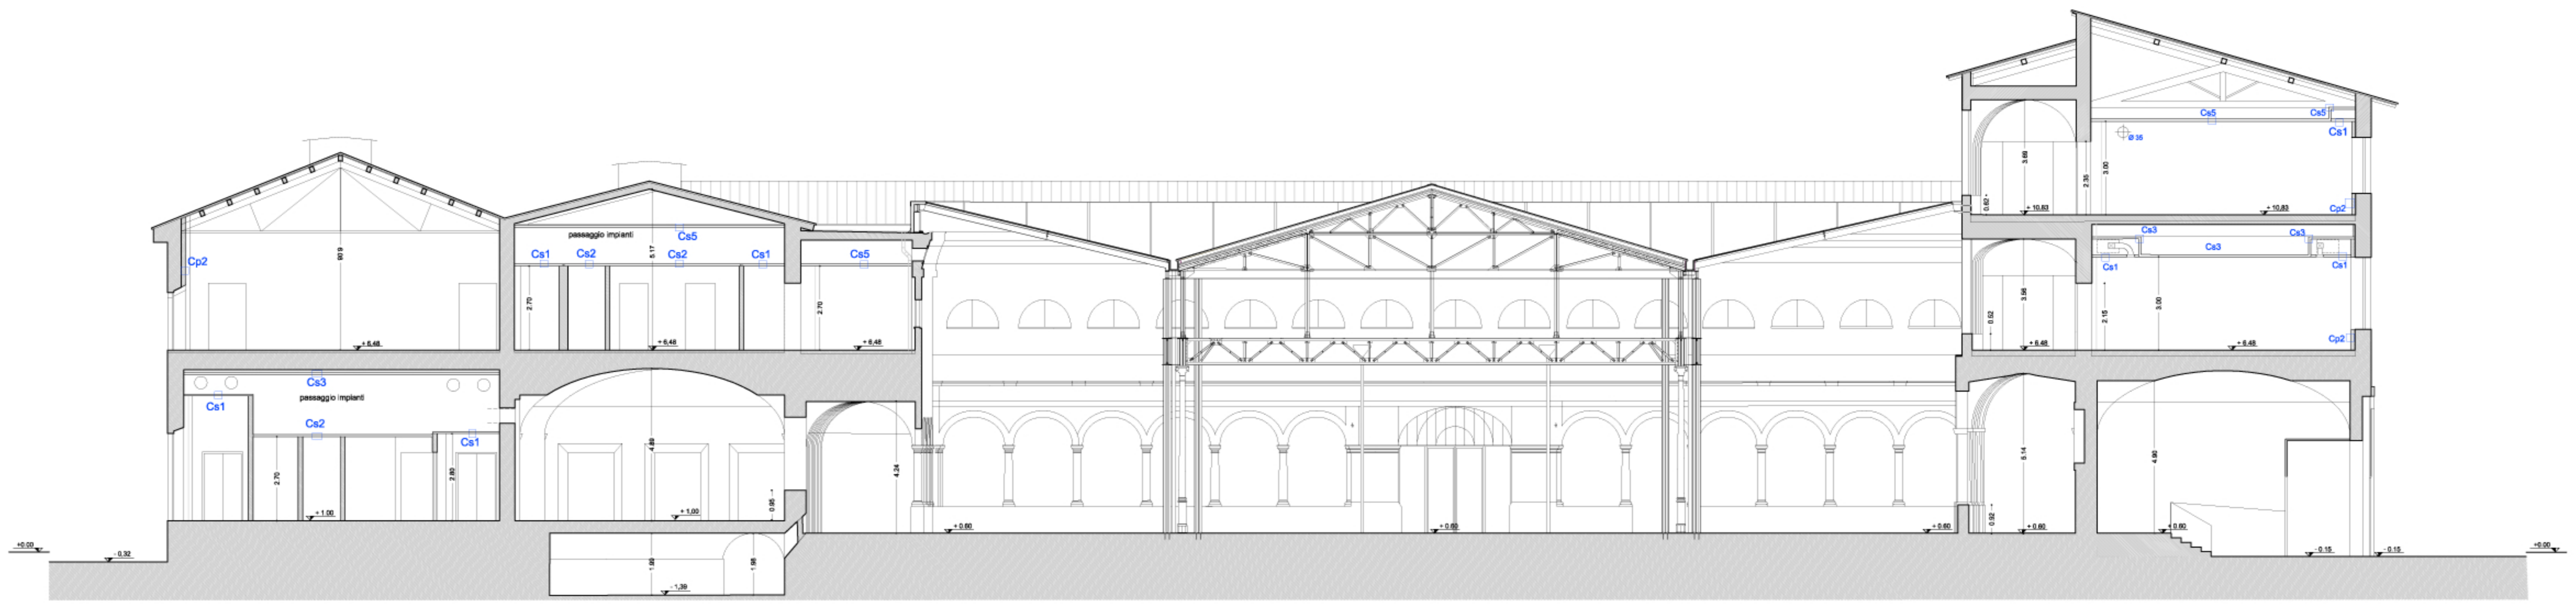 Cs5
Cs5
Cs1
Ø 35
3.69
2.35
3.00
0.62
+ 10,83
+ 10,83
Cp2
passaggio impianti
Cs5
5.17
Cs1
Cs2
Cs2
Cs1
Cs5
Cp2
2.70
2.70
+ 6,48
+ 6,48
+ 6,48
Cs3
Cs3
Cs3
Cs1
Cs1
3.56
0.52
2.15
3.00
+ 6,48
+ 6,48
Cp2
Cs3
passaggio impianti
Cs1
Cs2
Cs1
2.70
2.80
4.69
0.95
4.24
5.14
0.92
4.90
+ 1.00
+ 1,00
+ 0.60
+ 0.60
+ 0.60
+ 0.60
+ 0.60
+0.00
- 0,32
1.99
1.98
- 1,39
- 0.15
- 0.15
+0.00